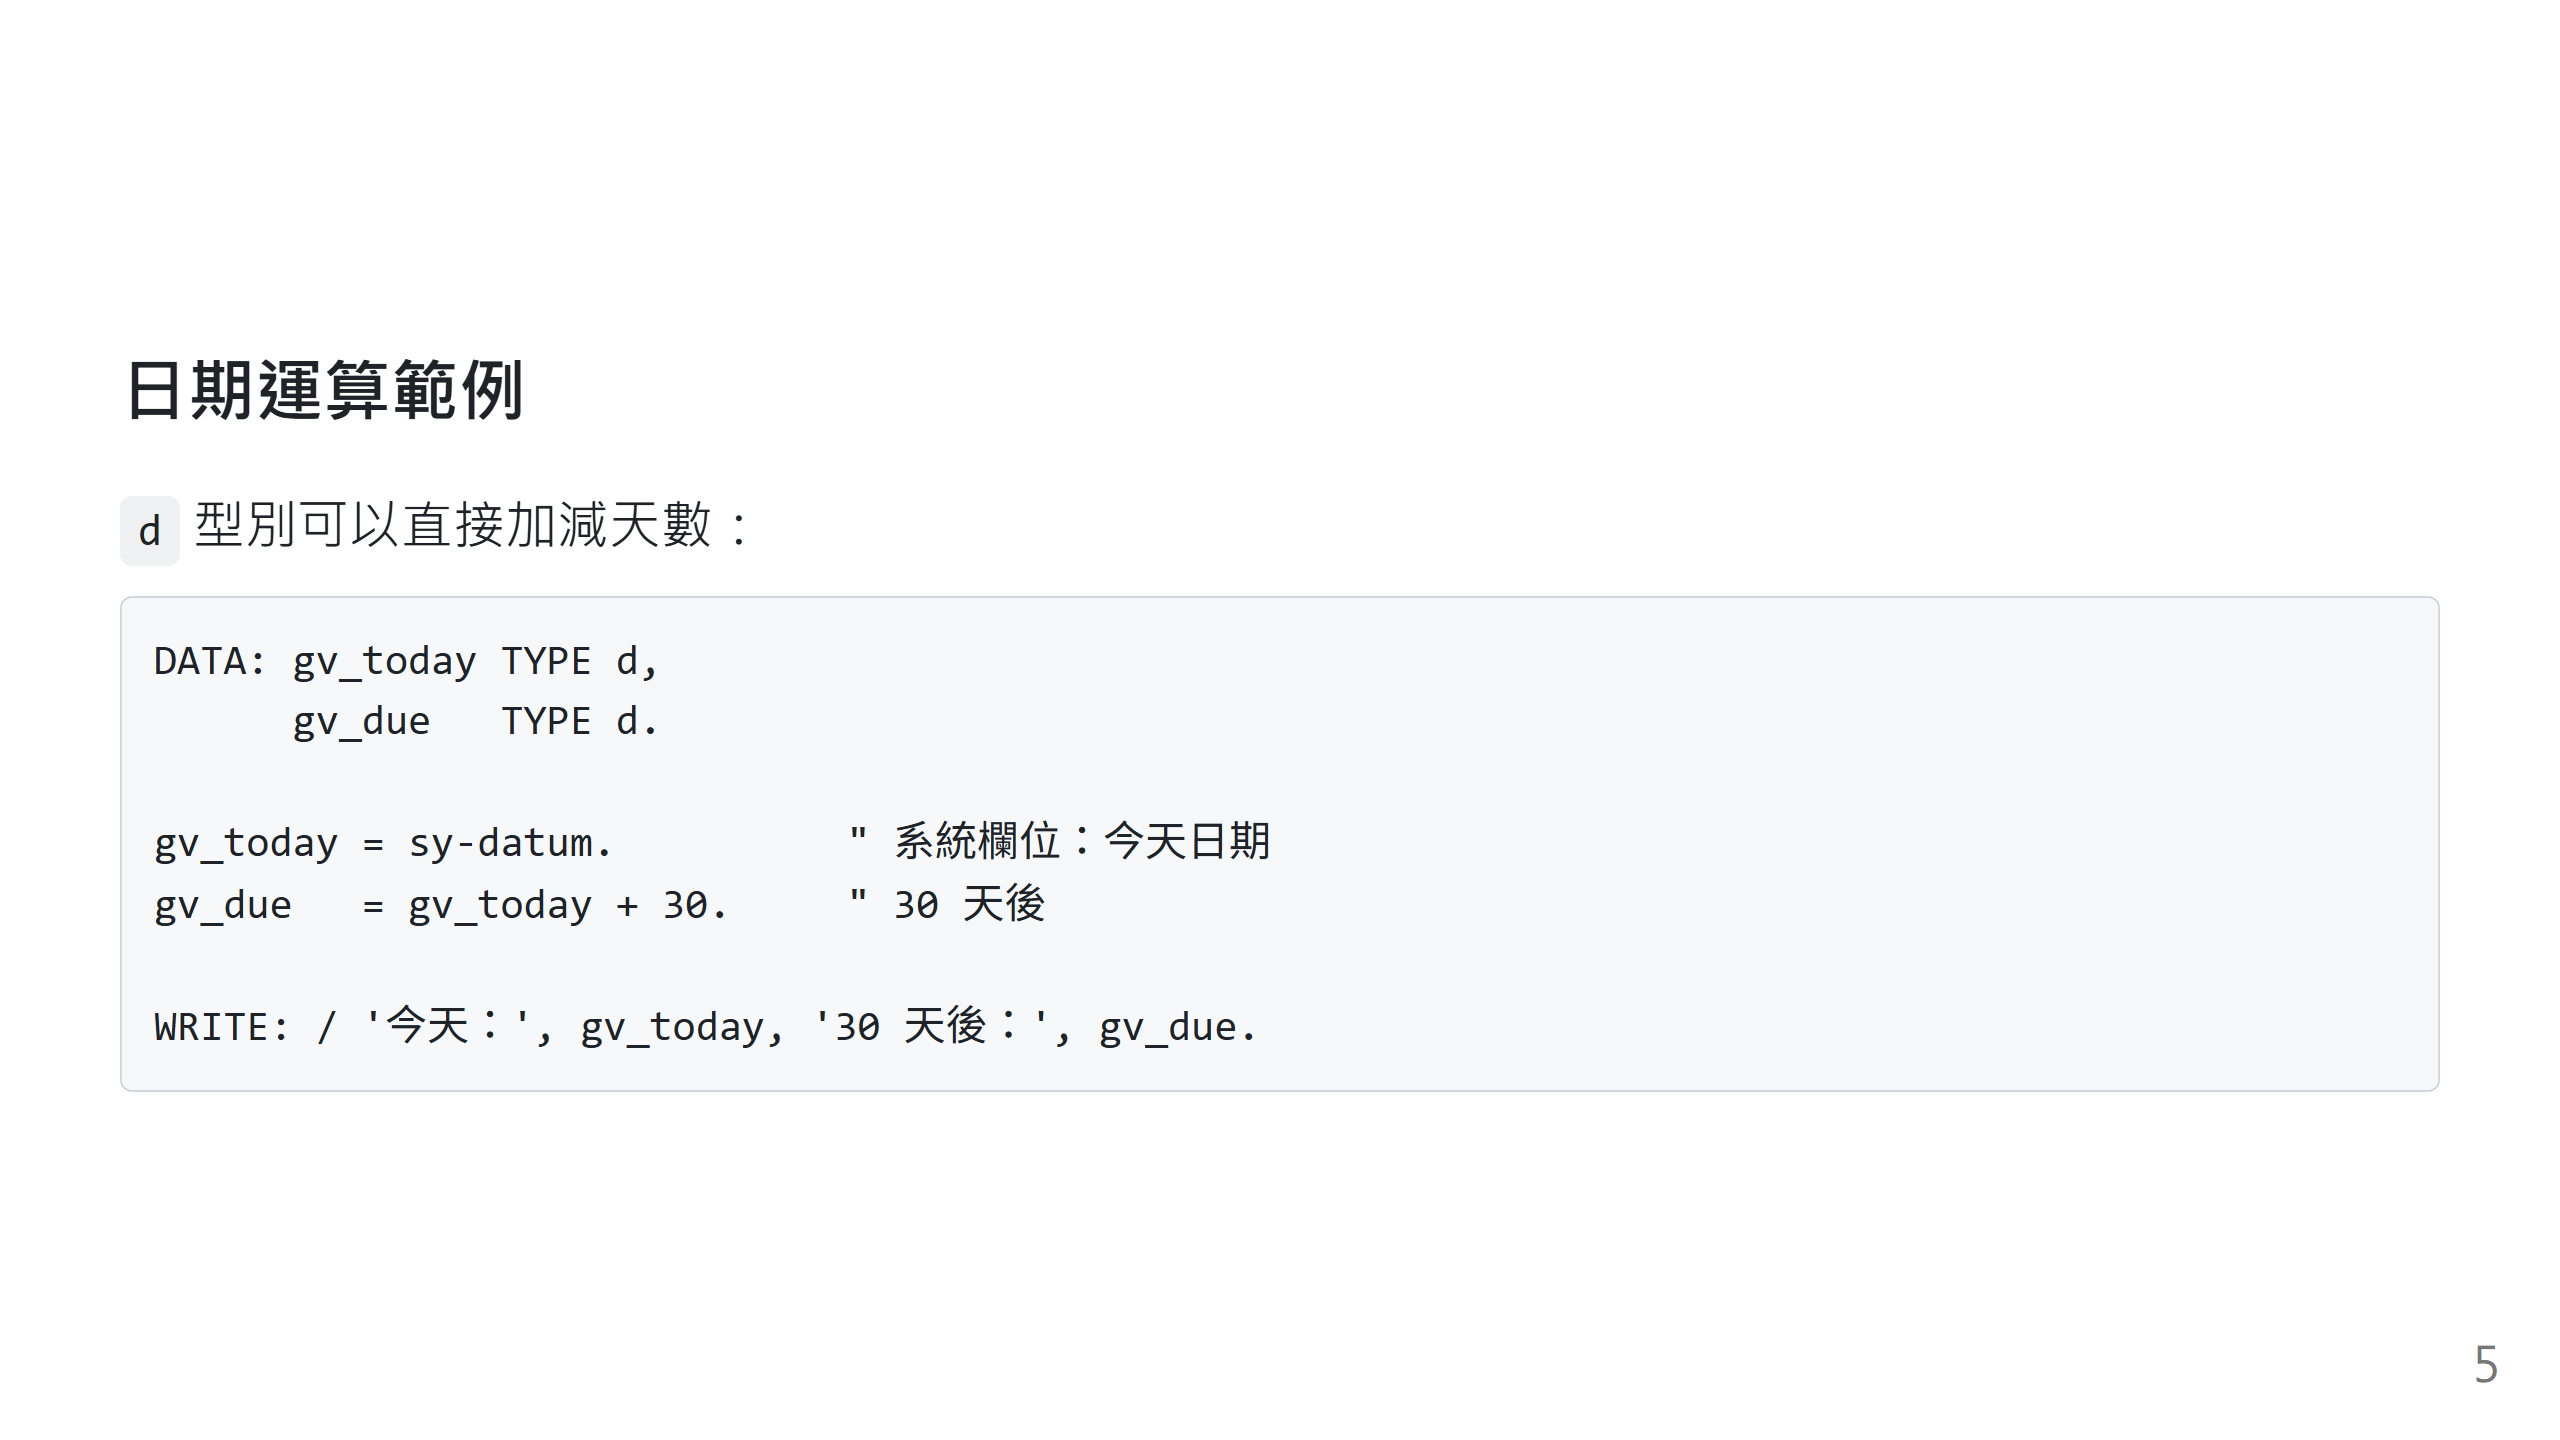 日期運算範例
d 型別可以直接加減天數：
DATA: gv_today TYPE d,
      gv_due   TYPE d.
gv_today = sy-datum.          " 系統欄位：今天日期
gv_due   = gv_today + 30.     " 30 天後
WRITE: / '今天：', gv_today, '30 天後：', gv_due.
5